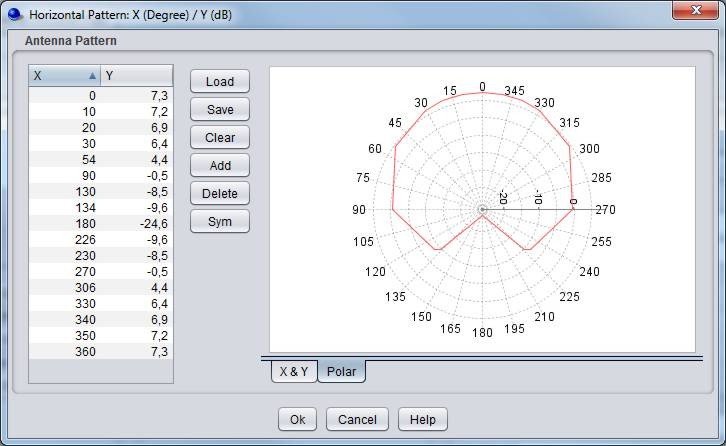 Horizontal Pattern: X (Degree) / Y (dB)
Antenna Pattern
X Y
0 7,3
10 7,2
20 6,9
30 6,4
54 4,4
90 -0,5
130 -8,5
134 -9,6
180 -24,6
226 -9,6
230 -8,5
270 -0,5
306 4,4
330 6,4
340 6,9
350 7,2
360 7,3
Load
Save
Clear
Add
Delete
Sym
0
15 345
30 330
45 315
60 300
75 285
90 -20 -10 0 270
105 255
120 240
135 225
150 210
165 195
180
X & Y Polar
Ok Cancel Help